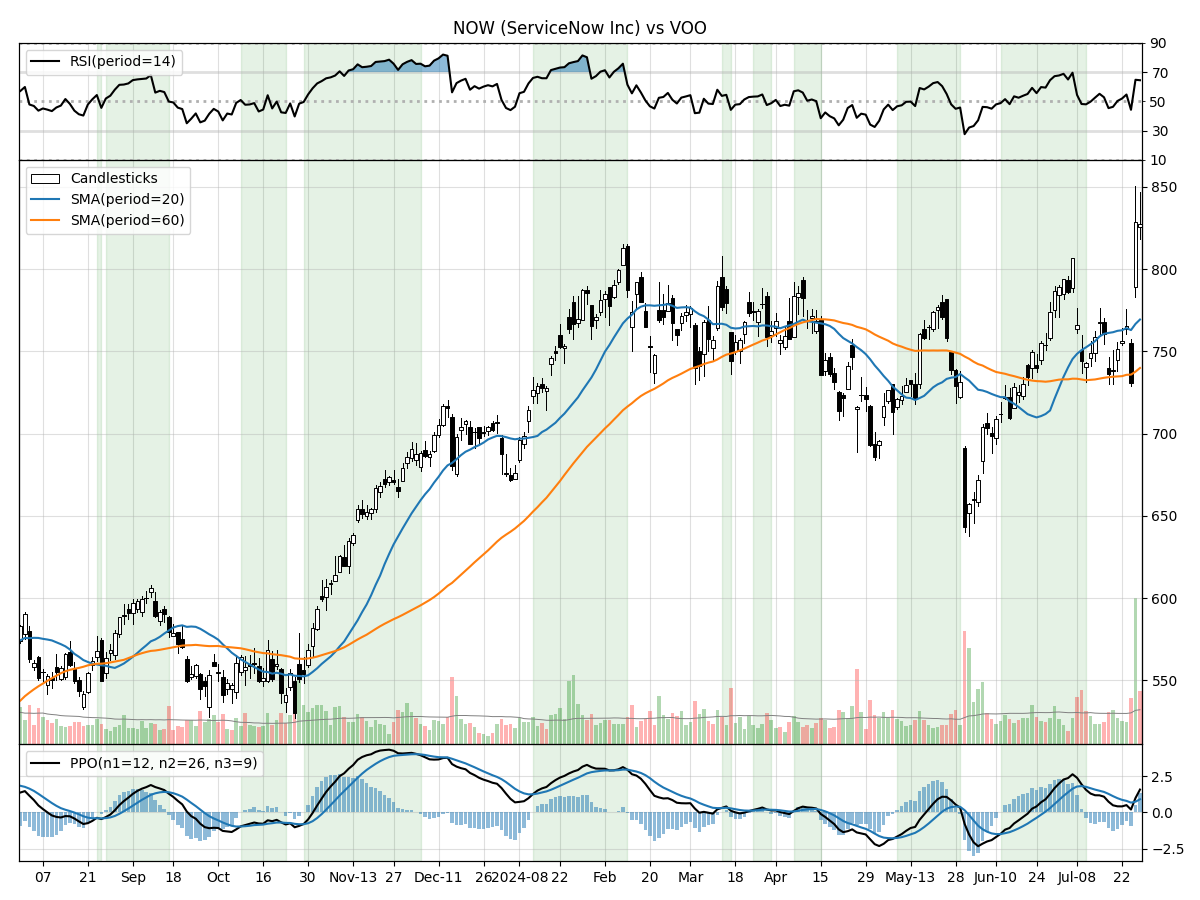 NOW (ServiceNow Inc) vs VOO
RSI(period=14)
90
70
50
30
10
Candlesticks
SMA(period=20)
SMA(period=60)
850
800
750
700
650
600
550
PPO(n1=12, n2=26, n3=9)
2.5
0.0
−2.5
07 21 Sep 18 Oct 16 30 Nov-13 27 Dec-11 26 2024-08 22 Feb 20 Mar 18 Apr 15 29 May-13 28 Jun-10 24 Jul-08 22